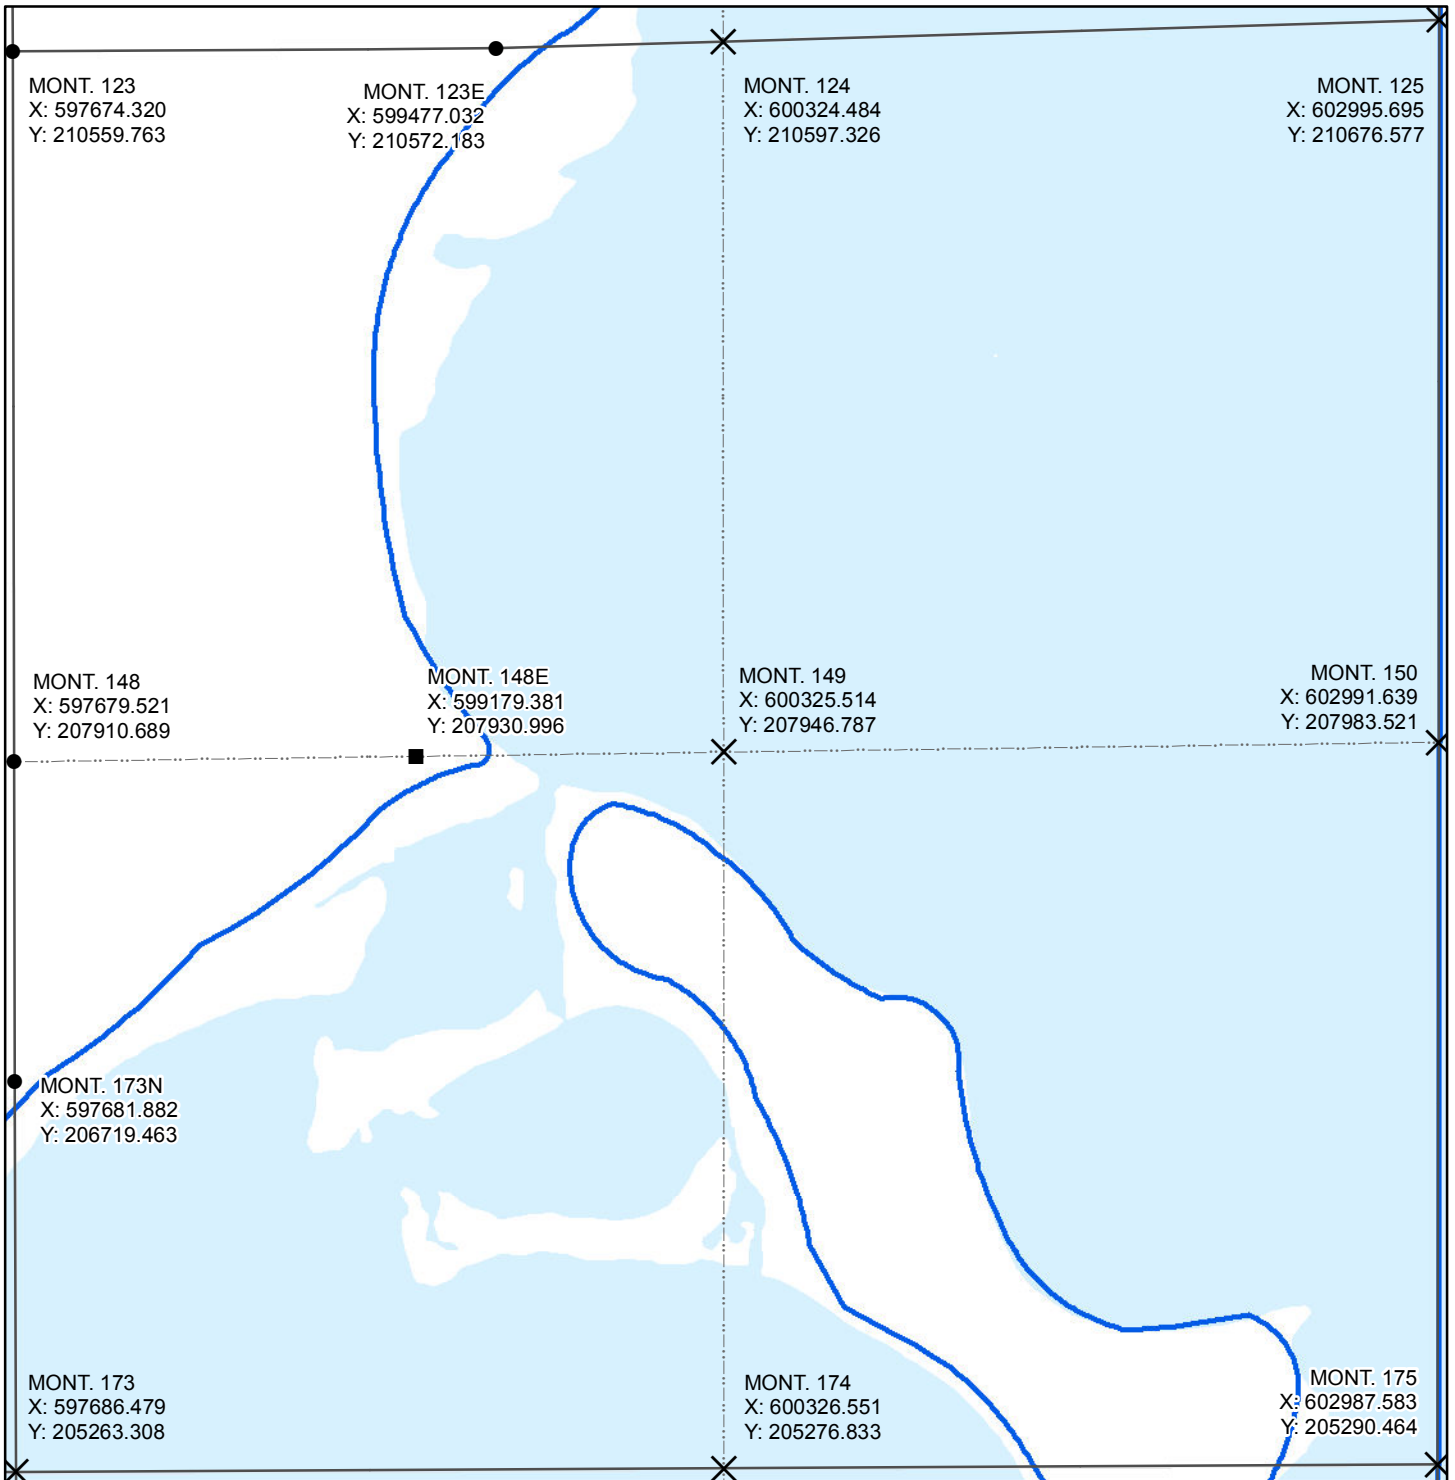 MONT. 123
X: 597674.320
Y: 210559.763
MONT. 123E
X: 599477.032
Y: 210572.183
MONT. 124
X: 600324.484
Y: 210597.326
MONT. 125
X: 602995.695
Y: 210676.577
MONT. 148
X: 597679.521
Y: 207910.689
MONT. 148E
X: 599179.381
Y: 207930.996
MONT. 149
X: 600325.514
Y: 207946.787
MONT. 150
X: 602991.639
Y: 207983.521
MONT. 173N
X: 597681.882
Y: 206719.463
MONT. 173
X: 597686.479
Y: 205263.308
MONT. 174
X: 600326.551
Y: 205276.833
MONT. 175
X: 602987.583
Y: 205290.464